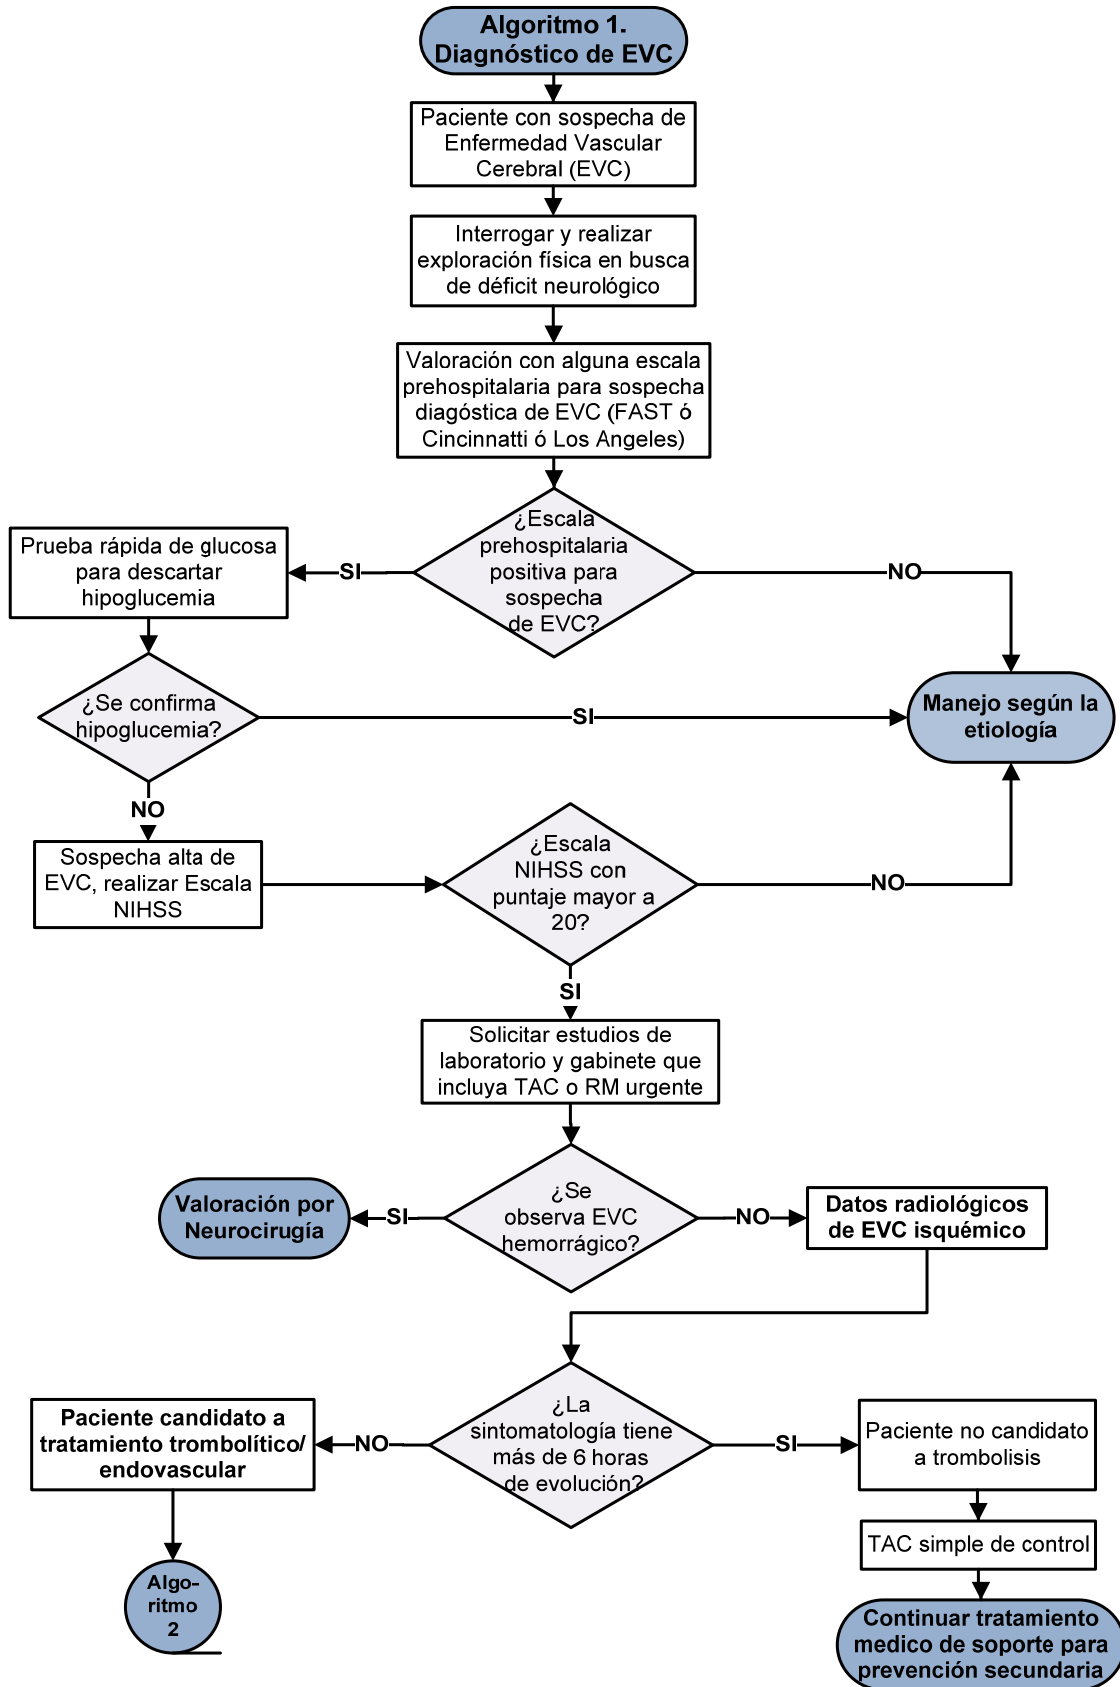 Algoritmo 1.
Diagnóstico de EVC
Paciente con sospecha de
Enfermedad Vascular
Cerebral (EVC)
Interrogar y realizar
exploración física en busca
de déficit neurológico
Valoración con alguna escala
prehospitalaria para sospecha
diagóstica de EVC (FAST ó
Cincinnatti ó Los Angeles)
¿Escala
prehospitalaria
positiva para
sospecha
de EVC?
SI
NO
Prueba rápida de glucosa
para descartar
hipoglucemia
¿Se confirma
hipoglucemia?
SI
NO
Manejo según la
etiología
Sospecha alta de
EVC, realizar Escala
NIHSS
¿Escala
NIHSS con
puntaje mayor a
20?
NO
SI
Solicitar estudios de
laboratorio y gabinete que
incluya TAC o RM urgente
¿Se
observa EVC
hemorrágico?
SI
NO
Valoración por
Neurocirugía
Datos radiológicos
de EVC isquémico
¿La
sintomatología tiene
más de 6 horas
de evolución?
NO
SI
Paciente candidato a
tratamiento trombolítico/
endovascular
Paciente no candidato
a trombolisis
TAC simple de control
Algo-
ritmo
2
Continuar tratamiento
medico de soporte para
prevención secundaria